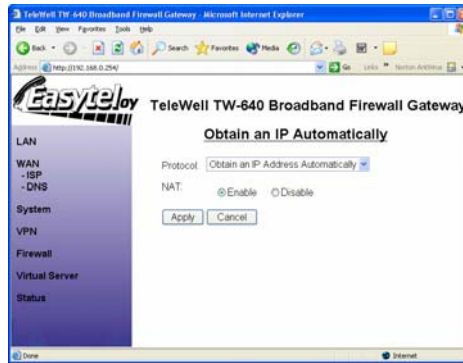 TeleWell TW-640 Broadband Firewall Gateway - Microsoft Internet Explorer
File Edit View Favorites Tools Help
Back Search Favorites Media
Address http://192.168.0.254/ Go Links Norton AntiVirus
Easytel oy
TeleWell TW-640 Broadband Firewall Gateway
Obtain an IP Automatically
LAN
WAN
- ISP
- DNS
System
VPN
Firewall
Virtual Server
Status
Protocol: Obtain an IP Address Automatically
NAT: Enable Disable
Apply Cancel
Done Internet